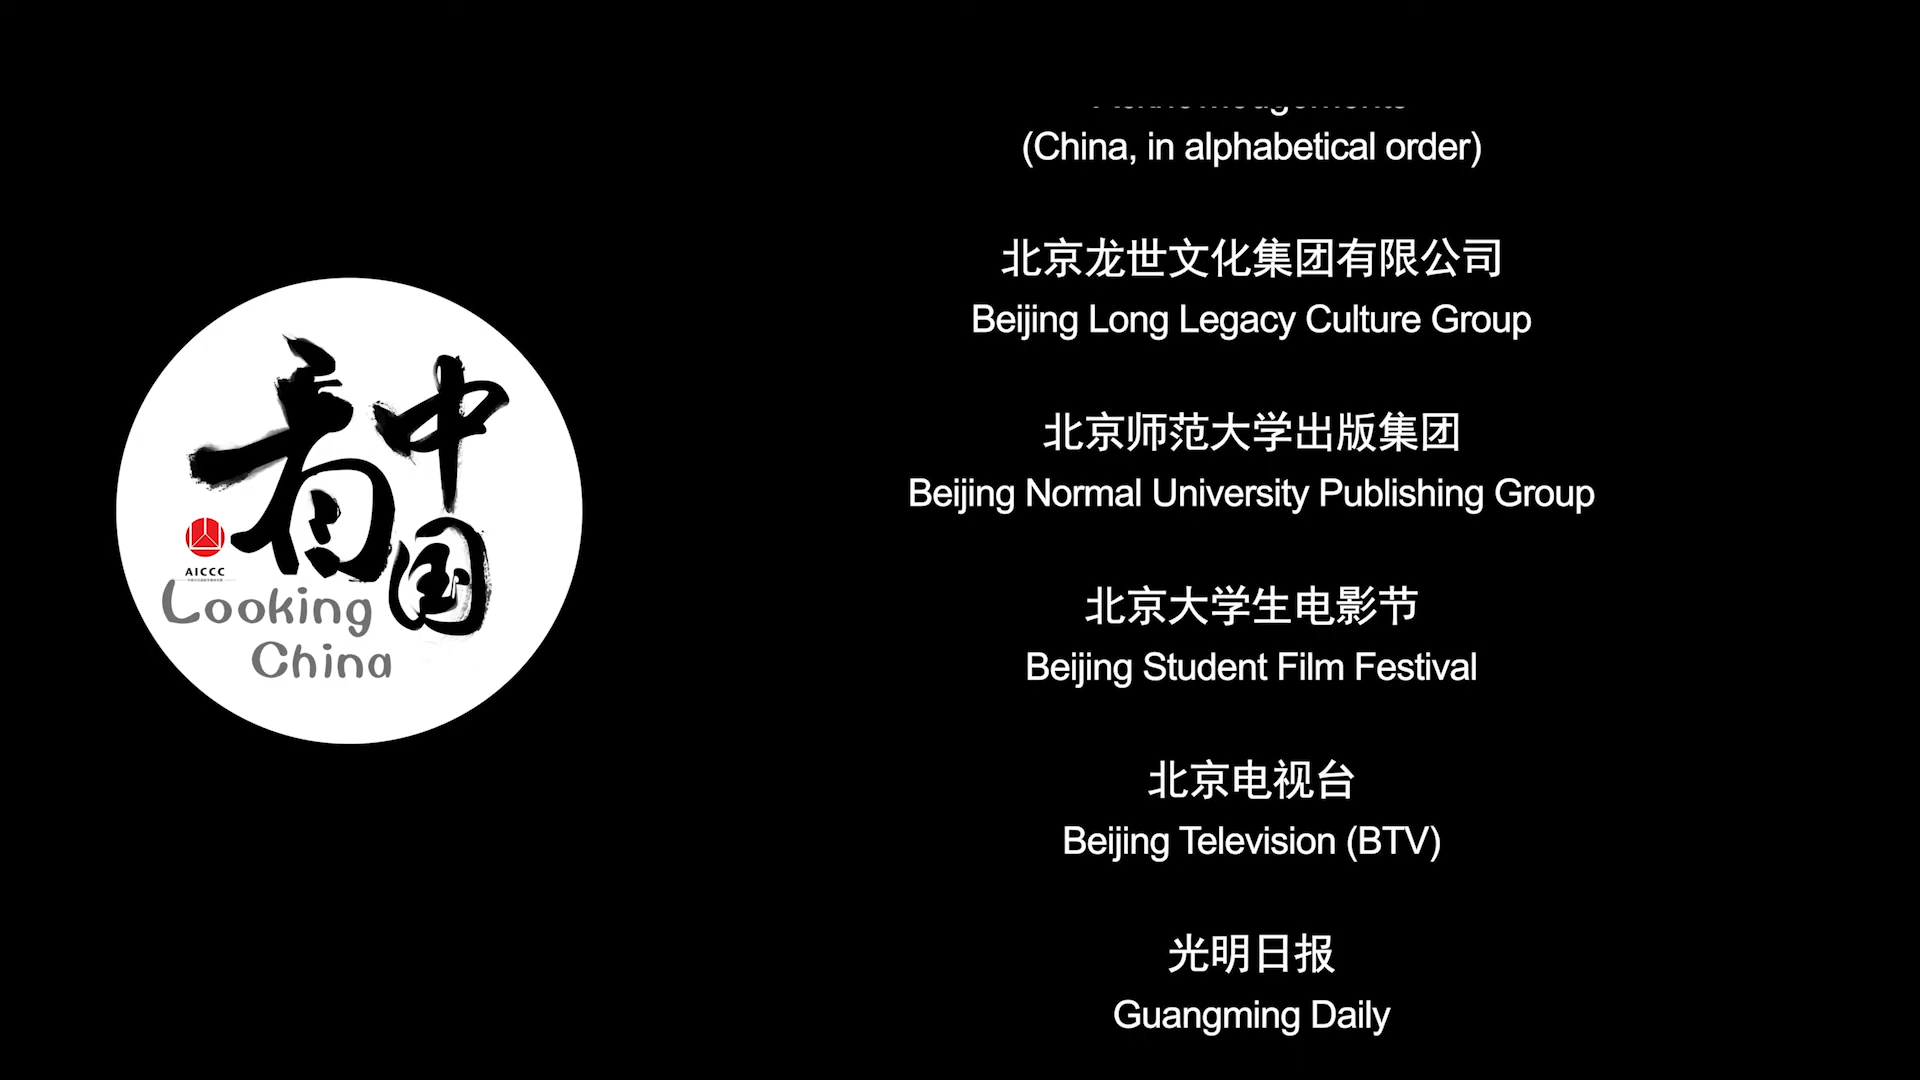 看中国
AICCC
Looking
China
Acknowledgements
(China, in alphabetical order)
北京龙世文化集团有限公司
Beijing Long Legacy Culture Group
北京师范大学出版集团
Beijing Normal University Publishing Group
北京大学生电影节
Beijing Student Film Festival
北京电视台
Beijing Television (BTV)
光明日报
Guangming Daily